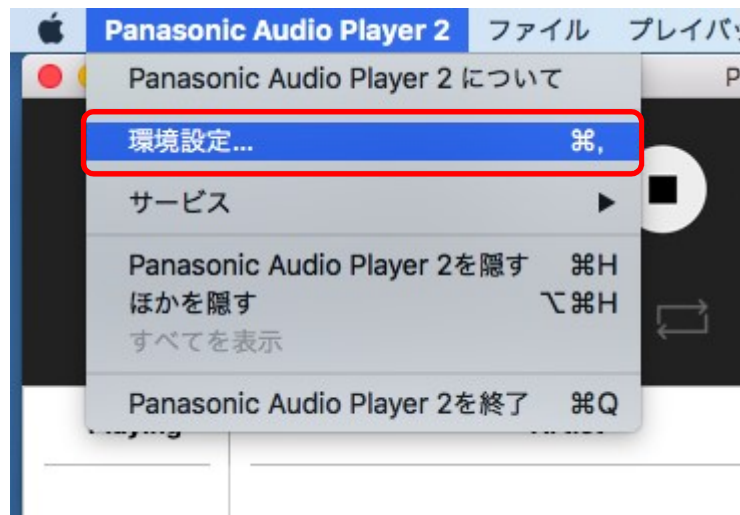 Panasonic Audio Player 2 ファイル
Panasonic Audio Player 2 について
環境設定... ⌘,
サービス ▶
Panasonic Audio Player 2を隠す ⌘H
ほかを隠す ⌥⌘H
すべてを表示
Panasonic Audio Player 2を終了 ⌘Q